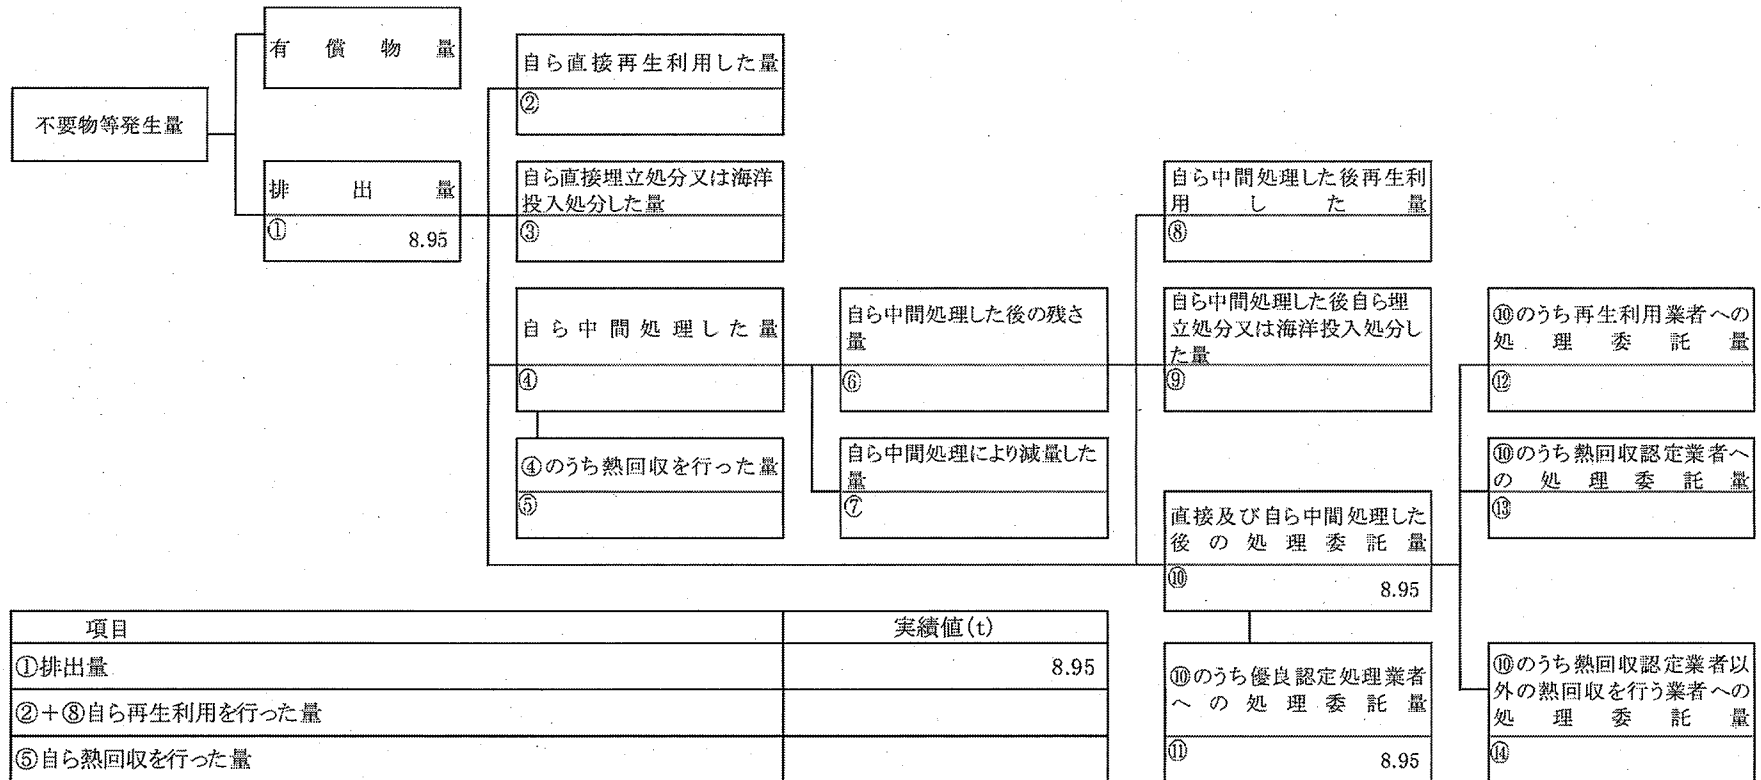 不要物等発生量
有償物量
排出量
① 8.95
自ら直接再生利用した量
②
自ら直接埋立処分又は海洋
投入処分した量
③
自ら中間処理した量
④
④のうち熱回収を行った量
⑤
自ら中間処理した後の残さ
量
⑥
自ら中間処理により減量した
量
⑦
自ら中間処理した後再生利
用した量
⑧
自ら中間処理した後自ら埋
立処分又は海洋投入処分し
た量
⑨
直接及び自ら中間処理した
後の処理委託量
⑩ 8.95
⑩のうち優良認定処理業者
への処理委託量
⑪ 8.95
⑩のうち再生利用業者への
処理委託量
⑫
⑩のうち熱回収認定業者へ
の処理委託量
⑬
⑩のうち熱回収認定業者以
外の熱回収を行う業者への
処理委託量
⑭
項目 実績値(t)
①排出量 8.95
②+⑧自ら再生利用を行った量
⑤自ら熱回収を行った量